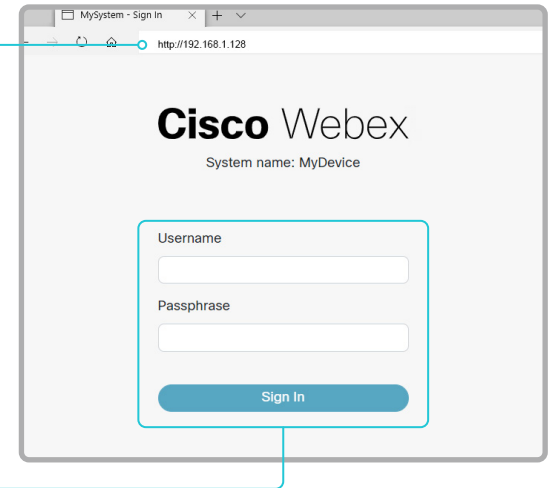 MySystem - Sign In
http://192.168.1.128
Cisco Webex
System name: MyDevice
Username
Passphrase
Sign In